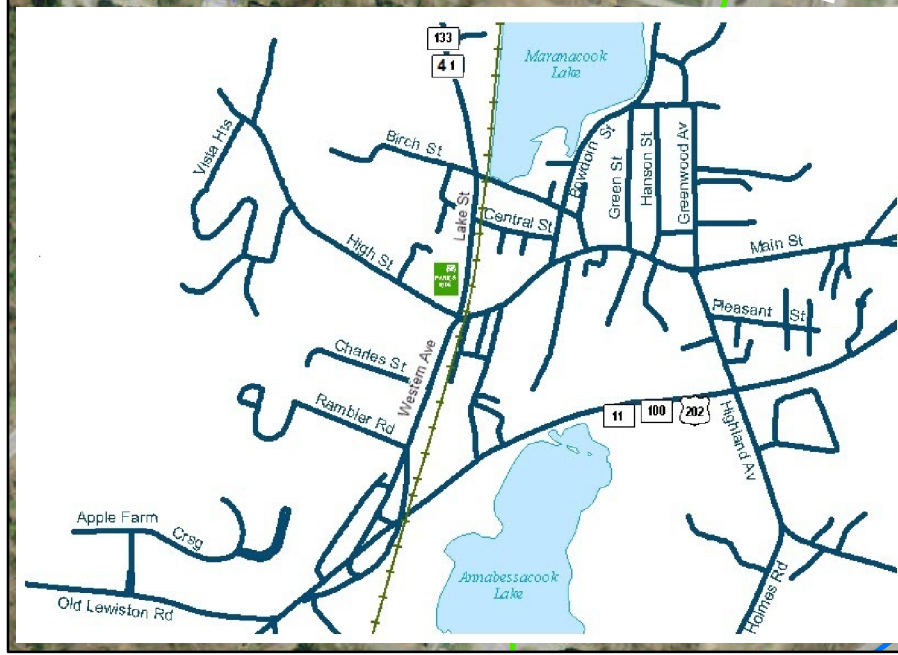 133
41
Maranacook
Lake
Vista Hts
Birch St
Bowdoin St
Green St
Hanson St
Greenwood Av
Lake St
Central St
High St
Main St
PARK &
RIDE
Pleasant St
Charles St
Western Ave
Rambler Rd
11
100
202
Highland Av
Apple Farm Crsg
Annabessacook
Lake
Old Lewiston Rd
Holmes Rd